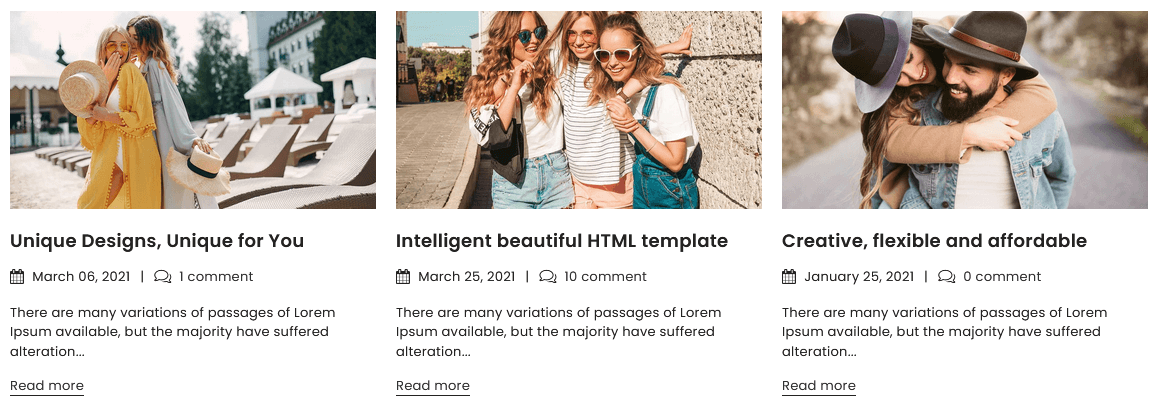 Unique Designs, Unique for You
March 06, 2021 | 1 comment
There are many variations of passages of Lorem
Ipsum available, but the majority have suffered
alteration...
Read more
Intelligent beautiful HTML template
March 25, 2021 | 10 comment
There are many variations of passages of Lorem
Ipsum available, but the majority have suffered
alteration...
Read more
Creative, flexible and affordable
January 25, 2021 | 0 comment
There are many variations of passages of Lorem
Ipsum available, but the majority have suffered
alteration...
Read more